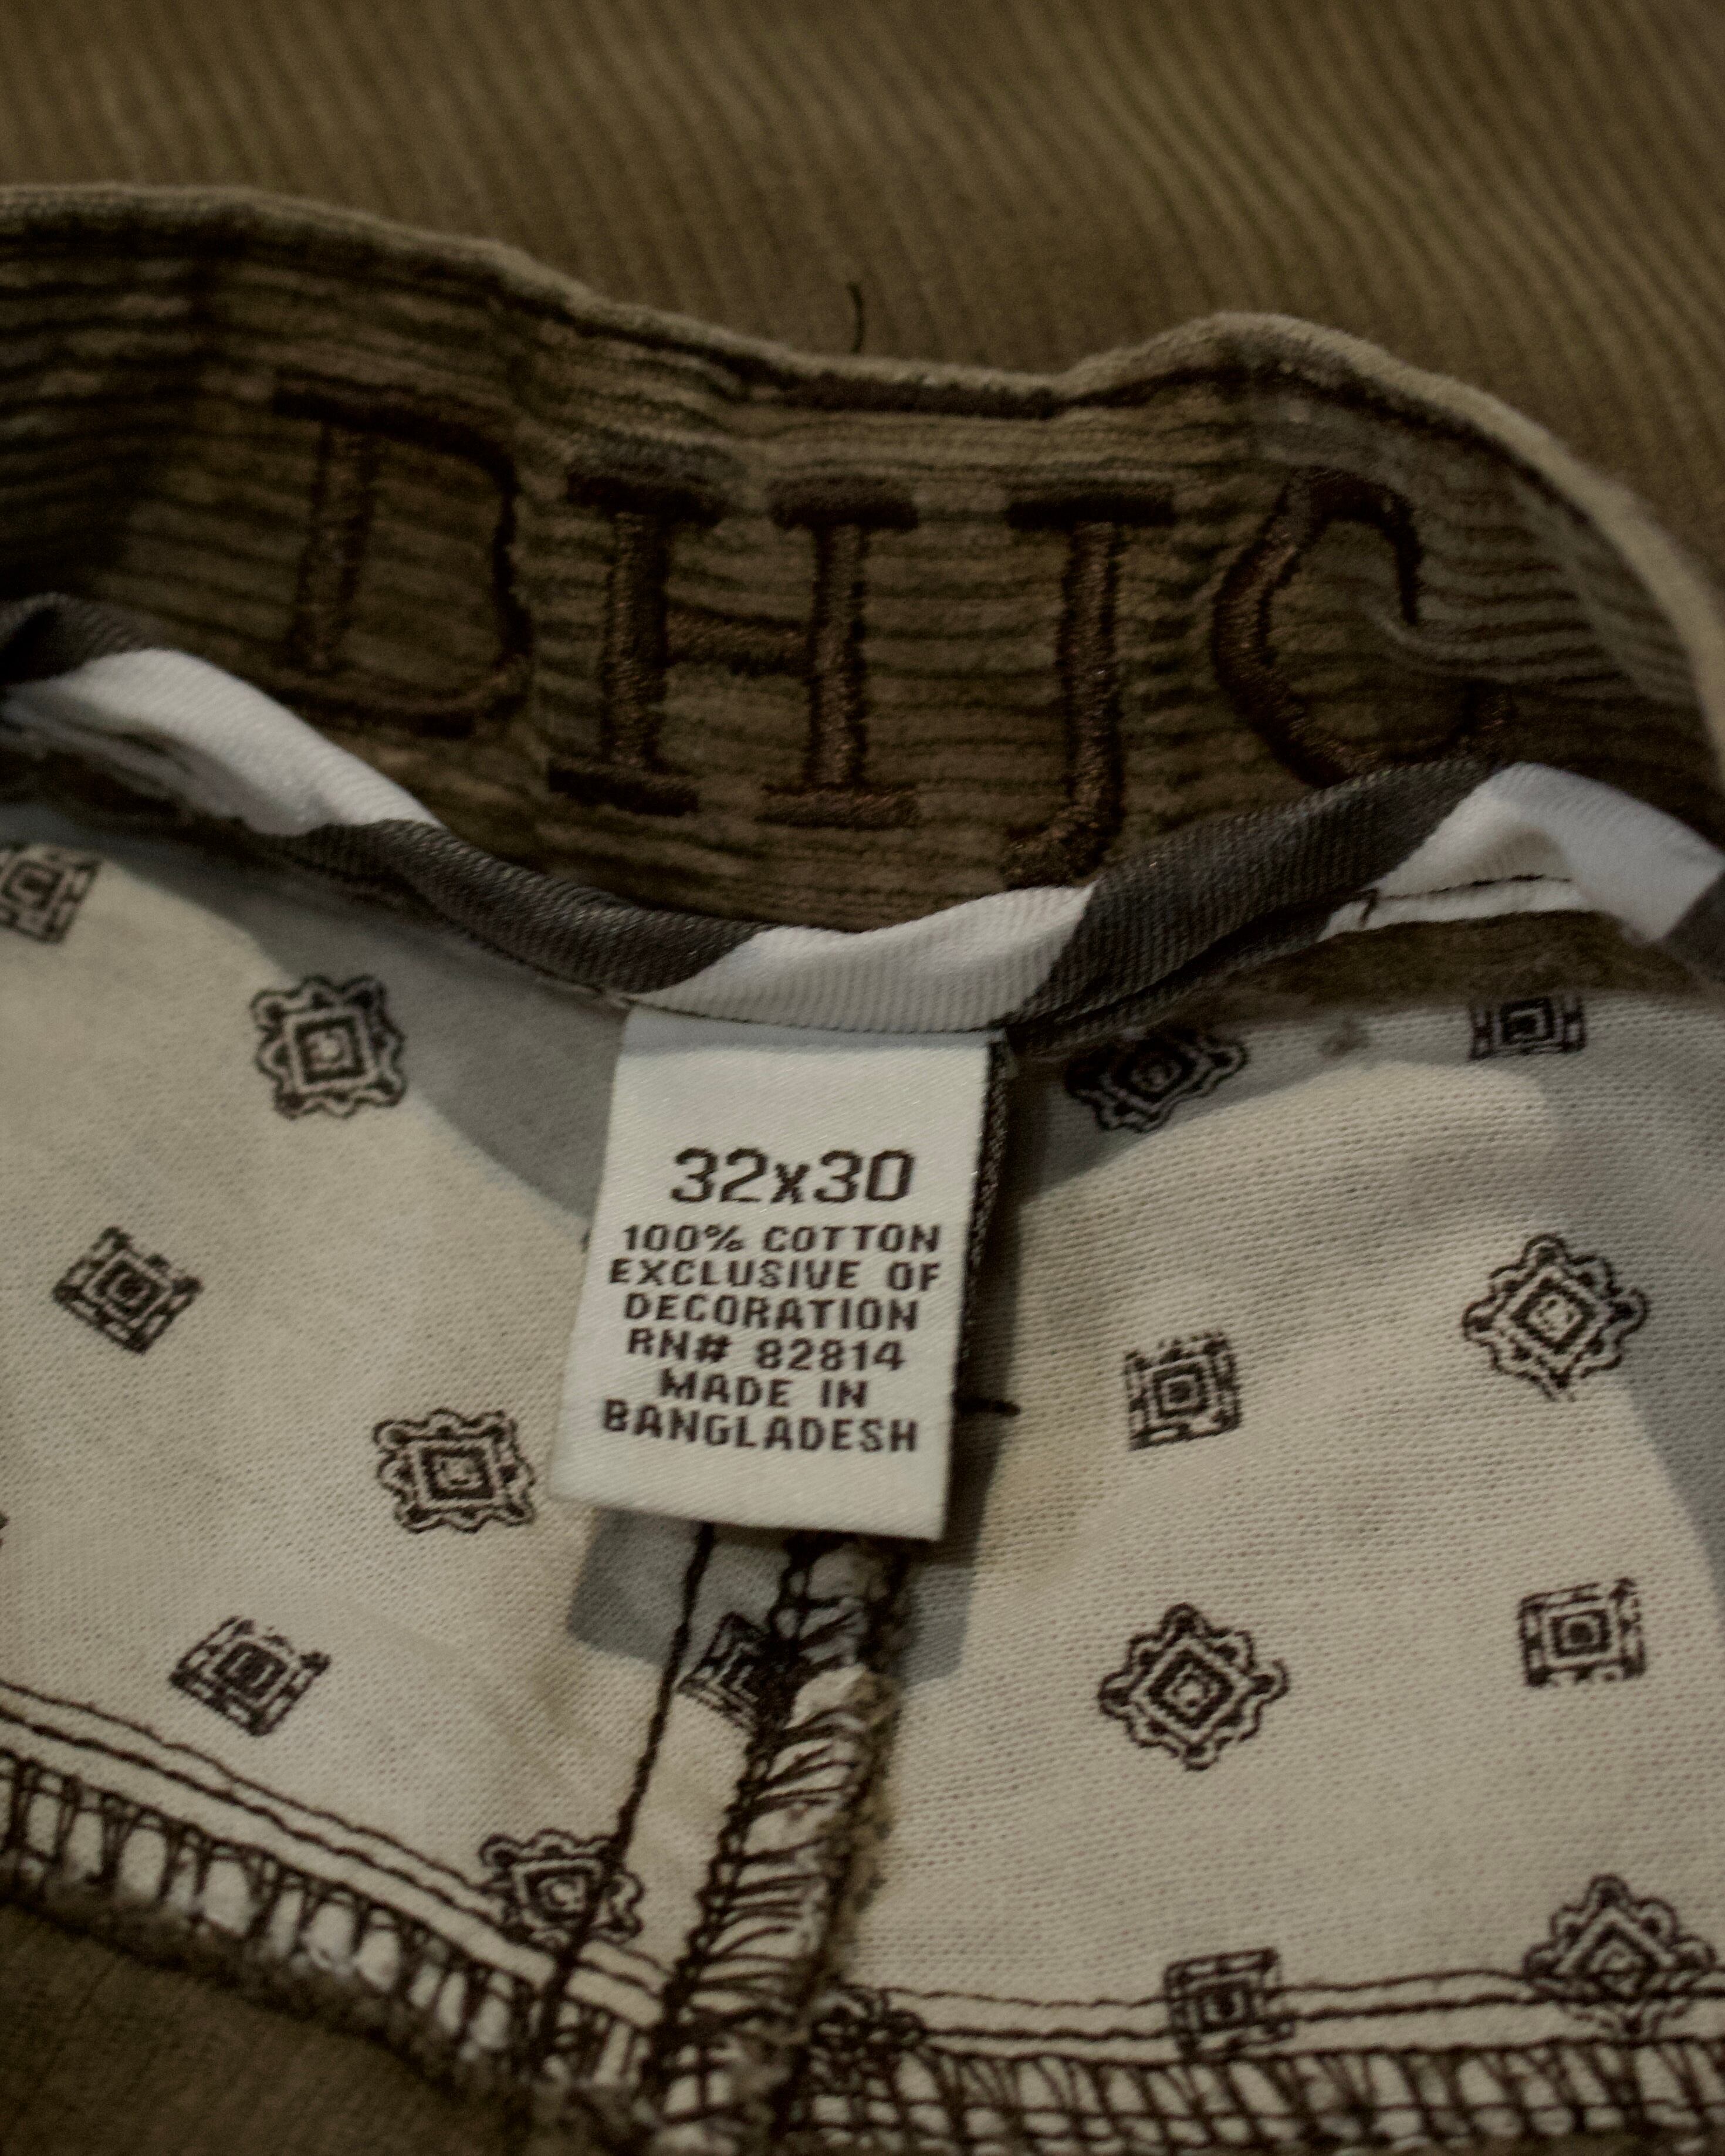 DHJC
32x30
100% COTTON
EXCLUSIVE OF
DECORATION
RN# 82814
MADE IN
BANGLADESH